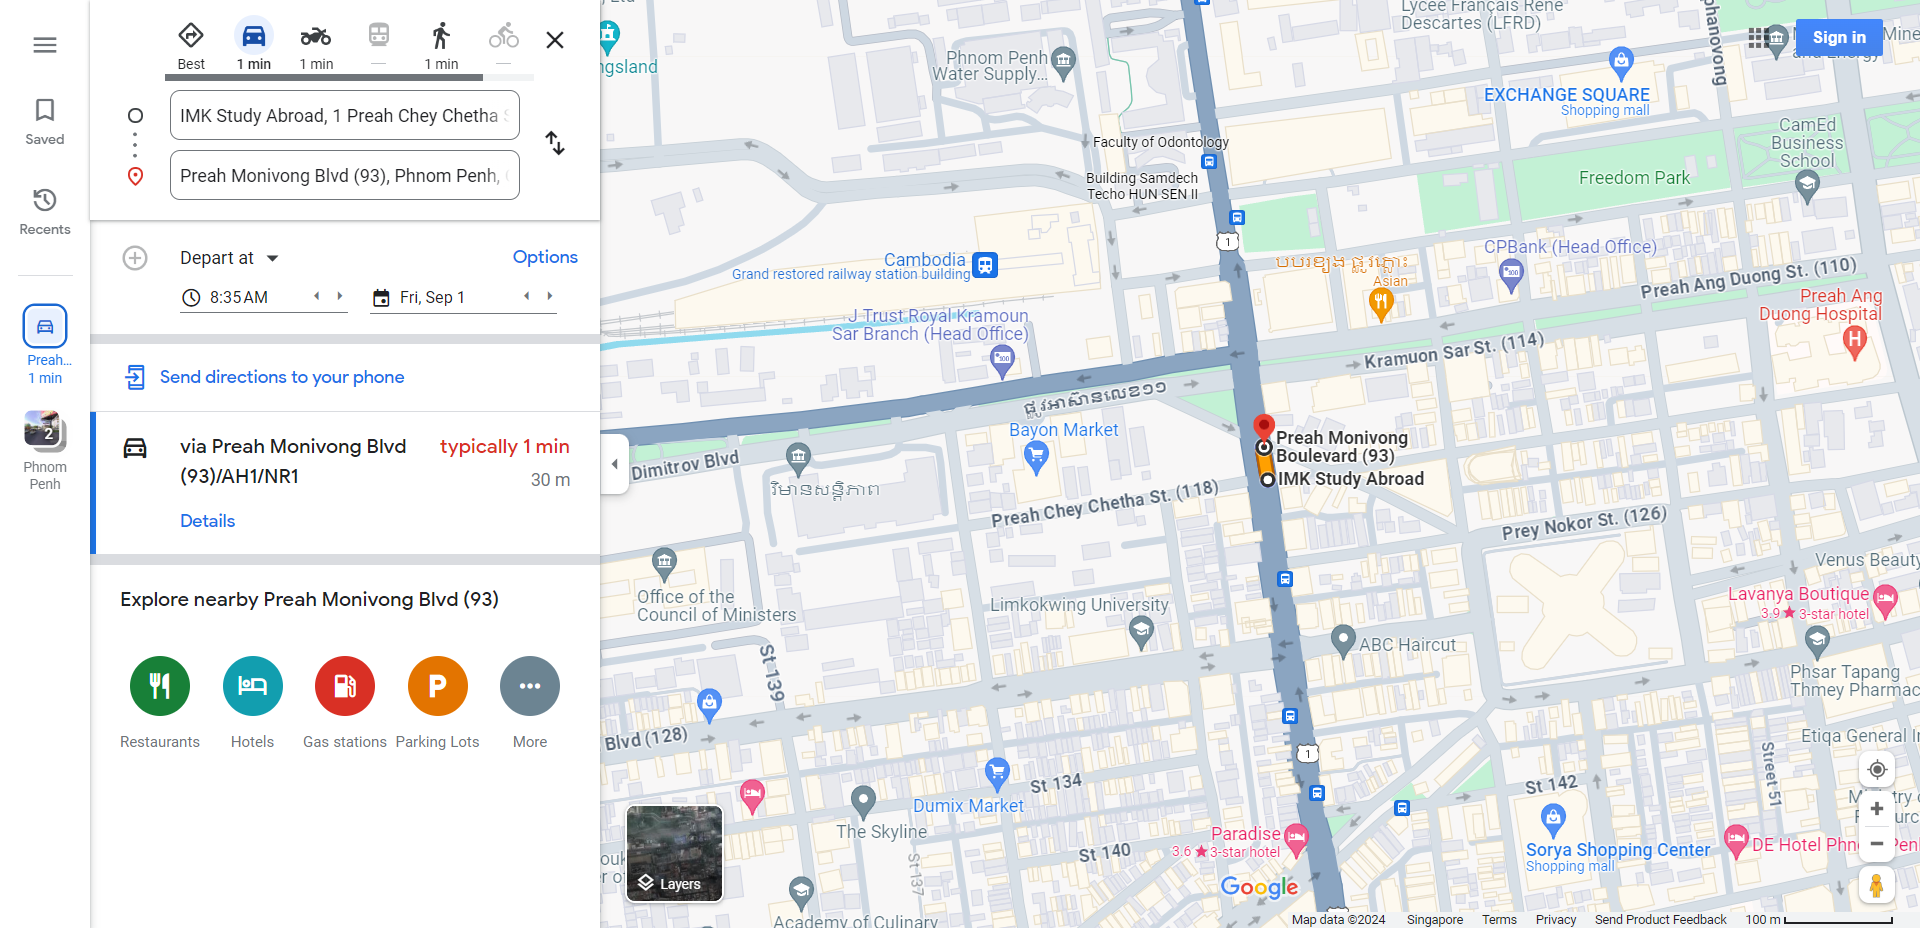 Best
1 min
1 min
—
1 min
—
IMK Study Abroad, 1 Preah Chey Chetha
Preah Monivong Blvd (93), Phnom Penh,
Saved
Recents
Preah...
1 min
2
Phnom
Penh
Depart at
Options
8:35 AM
Fri, Sep 1
Send directions to your phone
via Preah Monivong Blvd
(93)/AH1/NR1
typically 1 min
30 m
Details
Explore nearby Preah Monivong Blvd (93)
Restaurants
Hotels
Gas stations
Parking Lots
More
Layers
Sign in
Lycée Français René
Descartes (LFRD)
ngsland
Phnom Penh
Water Supply...
EXCHANGE SQUARE
Shopping mall
CamEd
Business
School
Faculty of Odontology
Building Samdech
Techo HUN SEN II
Freedom Park
1
Cambodia
Grand restored railway station building
CPBank (Head Office)
Asian
Preah Ang Duong St. (110)
Preah Ang
Duong Hospital
J Trust Royal Kramoun
Sar Branch (Head Office)
Kramuon Sar St. (114)
ផ្លូវអាស៊ានលេខ១១
Bayon Market
Preah Monivong
Boulevard (93)
IMK Study Abroad
Dimitrov Blvd
វិមានសន្តិភាព
Preah Chey Chetha St. (118)
Prey Nokor St. (126)
Venus Beauty
Office of the
Council of Ministers
Limkokwing University
Lavanya Boutique
3.9★3-star hotel
ABC Haircut
St 139
Phsar Tapang
Thmey Pharmac
Blvd (128)
Etiqa General In
1
St 134
St 142
Street 51
Dumix Market
The Skyline
Paradise
3.6★3-star hotel
St 140
St 137
Sorya Shopping Center
Shopping mall
DE Hotel Phn
Penh
Academy of Culinary
Google
Map data ©2024
Singapore
Terms
Privacy
Send Product Feedback
100 m